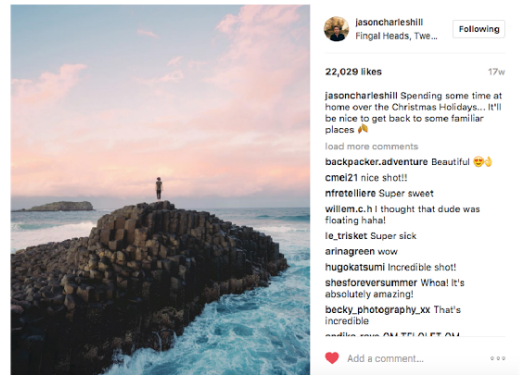 jasoncharleshill
Fingal Heads, Twe...
Following
22,029 likes
17w
jasoncharleshill Spending some time at
home over the Christmas Holidays... It'll
be nice to get back to some familiar
places 🍂
load more comments
backpacker.adventure Beautiful 😍👌
cmei21 nice shot!!
nfretelliere Super sweet
willem.c.h I thought that dude was
floating haha!
le_trisket Super sick
arinagreen wow
hugokatsumi Incredible shot!
shesforeversummer Whoa! It's
absolutely amazing!
becky_photography_xx That's
incredible
Add a comment...